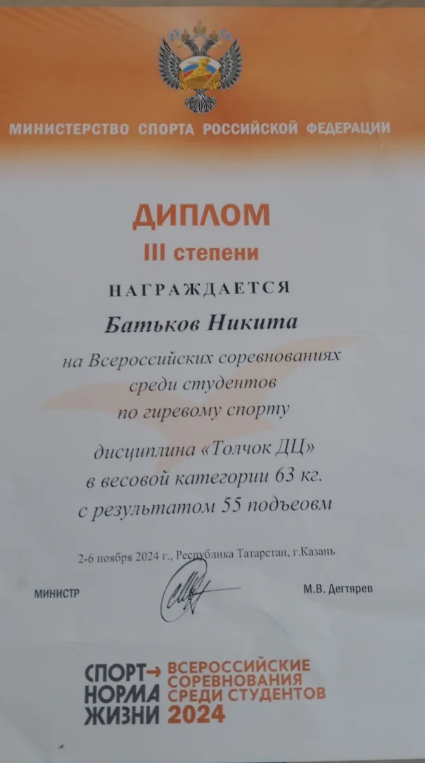 МИНИСТЕРСТВО СПОРТА РОССИЙСКОЙ ФЕДЕРАЦИИ
ДИПЛОМ
III степени
НАГРАЖДАЕТСЯ
Батьков Никита
на Всероссийских соревнованиях
среди студентов
по гиревому спорту
дисциплина «Толчок ДЦ»
в весовой категории 63 кг.
с результатом 55 подъеовм
2-6 ноября 2024 г., Республика Татарстан, г.Казань
МИНИСТР М.В. Дегтярев
СПОРТ→ ВСЕРОССИЙСКИЕ
НОРМА СОРЕВНОВАНИЯ
СРЕДИ СТУДЕНТОВ
ЖИЗНИ 2024